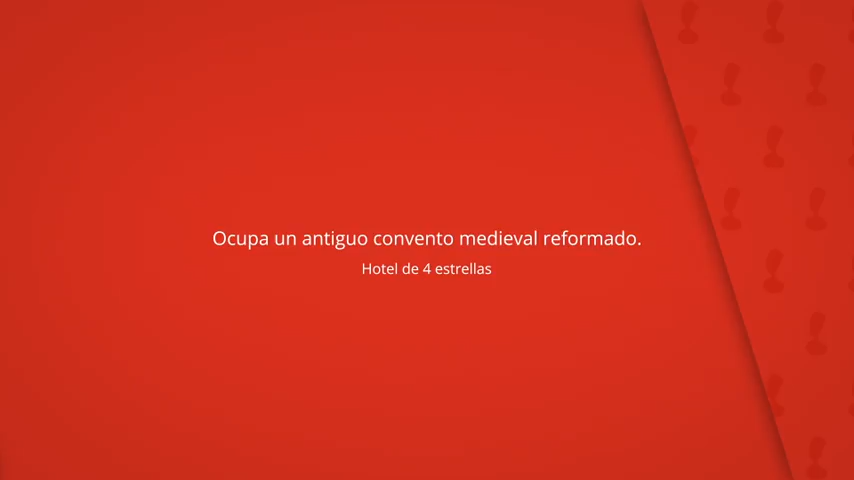 Ocupa un antiguo convento medieval reformado.
Hotel de 4 estrellas